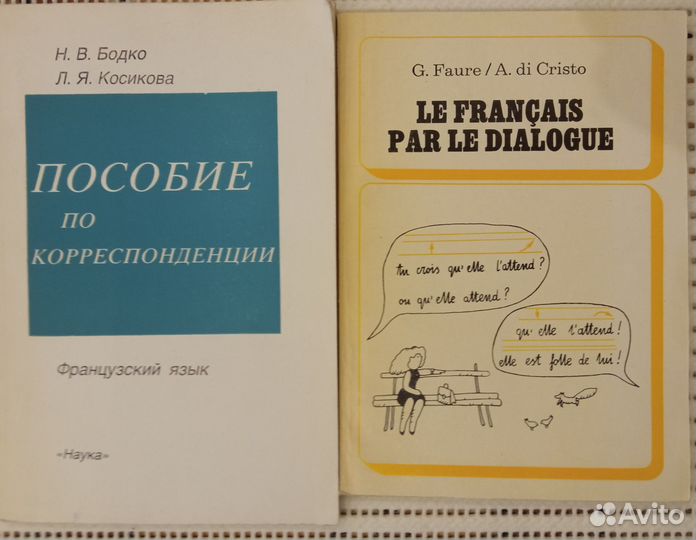 Н. В. Бодко
Л. Я. Косикова
ПОСОБИЕ
ПО
КОРРЕСПОНДЕНЦИИ
Французский язык
«Наука»
G. Faure / A. di Cristo
LE FRANÇAIS
PAR LE DIALOGUE
tu crois qu'elle l'attend ?
ou qu'elle attend ?
qu'elle l'attend !
elle est folle de lui !
Avito